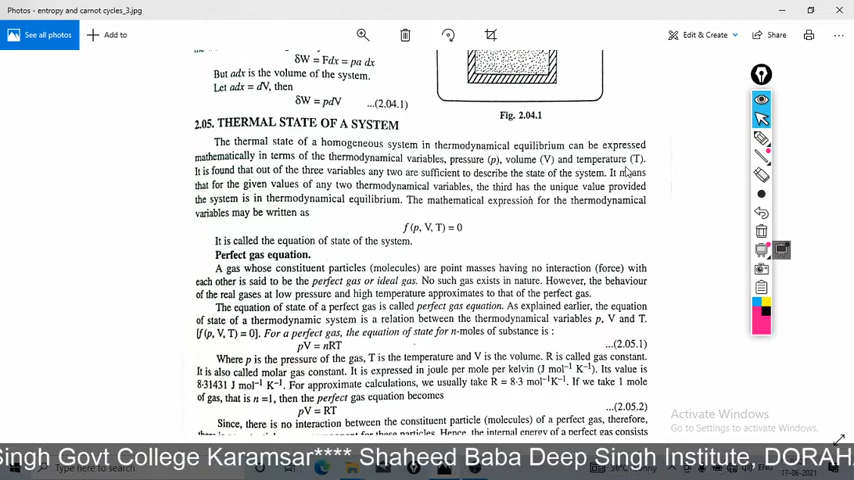 Photos - entropy and carnot cycles_3.jpg
See all photos
Add to
Edit & Create
Share
δW = Fdx = pa dx
But adx is the volume of the system.
Let adx = dV, then
δW = pdV ...(2.04.1)
Fig. 2.04.1
2.05. THERMAL STATE OF A SYSTEM
The thermal state of a homogeneous system in thermodynamical equilibrium can be expressed
mathematically in terms of the thermodynamical variables, pressure (p), volume (V) and temperature (T).
It is found that out of the three variables any two are sufficient to describe the state of the system. It means
that for the given values of any two thermodynamical variables, the third has the unique value provided
the system is in thermodynamical equilibrium. The mathematical expression for the thermodynamical
variables may be written as
f (p, V, T) = 0
It is called the equation of state of the system.
Perfect gas equation.
A gas whose constituent particles (molecules) are point masses having no interaction (force) with
each other is said to be the perfect gas or ideal gas. No such gas exists in nature. However, the behaviour
of the real gases at low pressure and high temperature approximates to that of the perfect gas.
The equation of state of a perfect gas is called perfect gas equation. As explained earlier, the equation
of state of a thermodynamic system is a relation between the thermodynamical variables p, V and T.
[f(p, V, T) = 0]. For a perfect gas, the equation of state for n-moles of substance is :
pV = nRT ...(2.05.1)
Where p is the pressure of the gas, T is the temperature and V is the volume. R is called gas constant.
It is also called molar gas constant. It is expressed in joule per mole per kelvin (J mol⁻¹ K⁻¹). Its value is
8.31431 J mol⁻¹ K⁻¹. For approximate calculations, we usually take R = 8·3 mol⁻¹K⁻¹. If we take 1 mole
of gas, that is n =1, then the perfect gas equation becomes
pV = RT ...(2.05.2)
Since, there is no interaction between the constituent particle (molecules) of a perfect gas, therefore,
Hence, the internal energy of a perfect gas consists
Activate Windows
Go to Settings to activate Windows.
Singh Govt College Karamsar**** Shaheed Baba Deep Singh Institute, DORAH
Type here to search
Sunny
ENG
17-06-2021